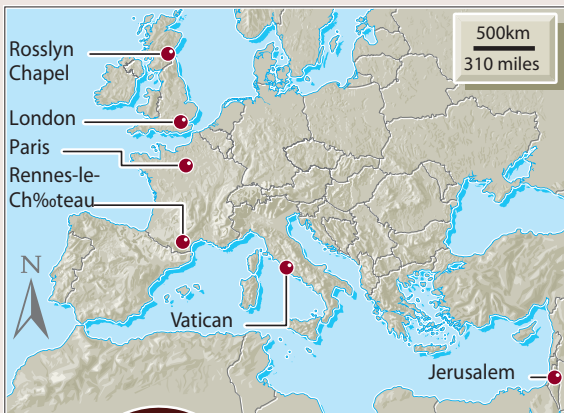 500km
310 miles
Rosslyn
Chapel
London
Paris
Rennes-le-
Ch‰teau
N
Vatican
Jerusalem